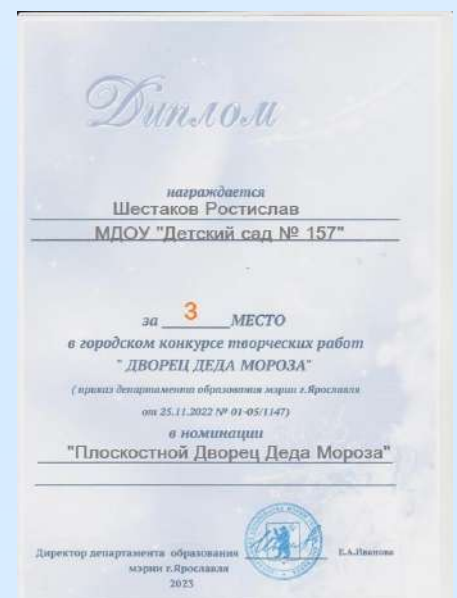 Диплом
награждается
Шестаков Ростислав
МДОУ "Детский сад № 157"
за 3 МЕСТО
в городском конкурсе творческих работ
" ДВОРЕЦ ДЕДА МОРОЗА"
( приказ департамента образования мэрии г.Ярославля
от 25.11.2022 № 01-05/1147)
в номинации
"Плоскостной Дворец Деда Мороза"
Директор департамента образования Е.А.Иванова
мэрии г.Ярославля
2023